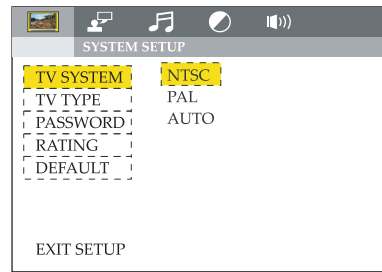 SYSTEM SETUP
TV SYSTEM NTSC
TV TYPE PAL
PASSWORD AUTO
RATING
DEFAULT
EXIT SETUP